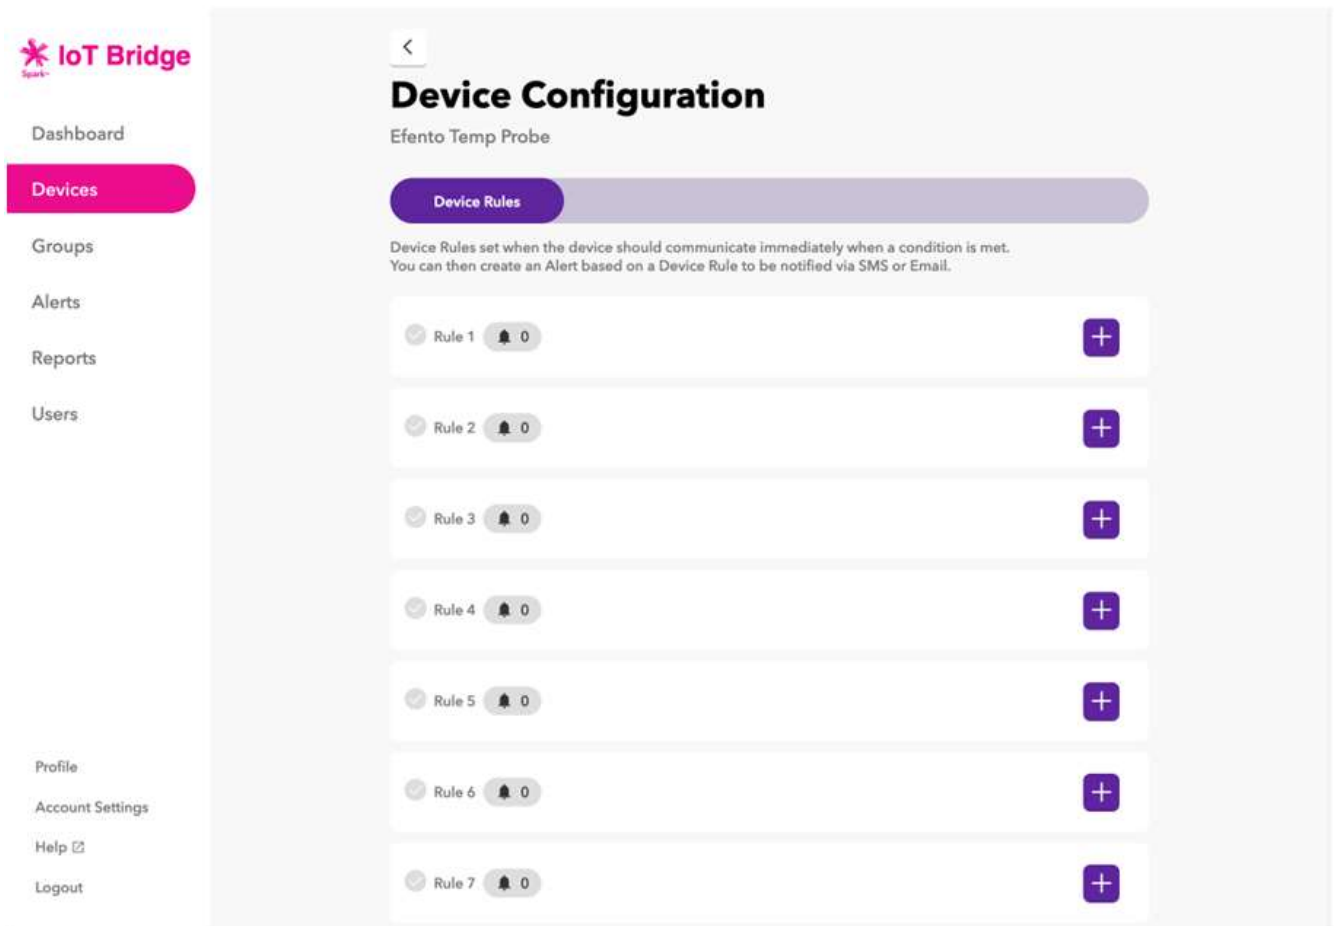 IoT Bridge
Spark
Dashboard
Devices
Groups
Alerts
Reports
Users
Profile
Account Settings
Help
Logout
Device Configuration
Efento Temp Probe
Device Rules
Device Rules set when the device should communicate immediately when a condition is met.
You can then create an Alert based on a Device Rule to be notified via SMS or Email.
Rule 1 0
Rule 2 0
Rule 3 0
Rule 4 0
Rule 5 0
Rule 6 0
Rule 7 0